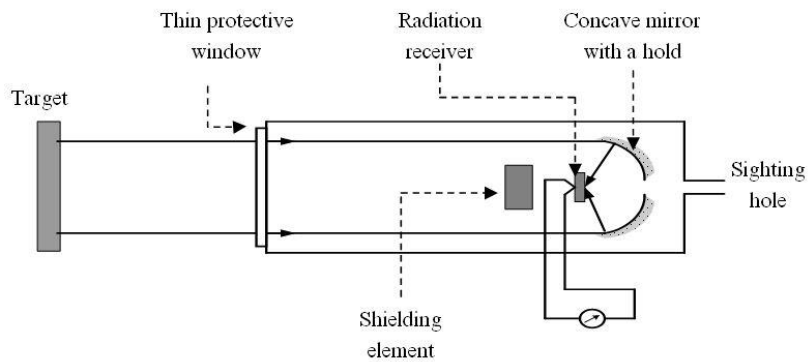 Thin protective
window
Radiation
receiver
Concave mirror
with a hold
Target
Sighting
hole
Shielding
element